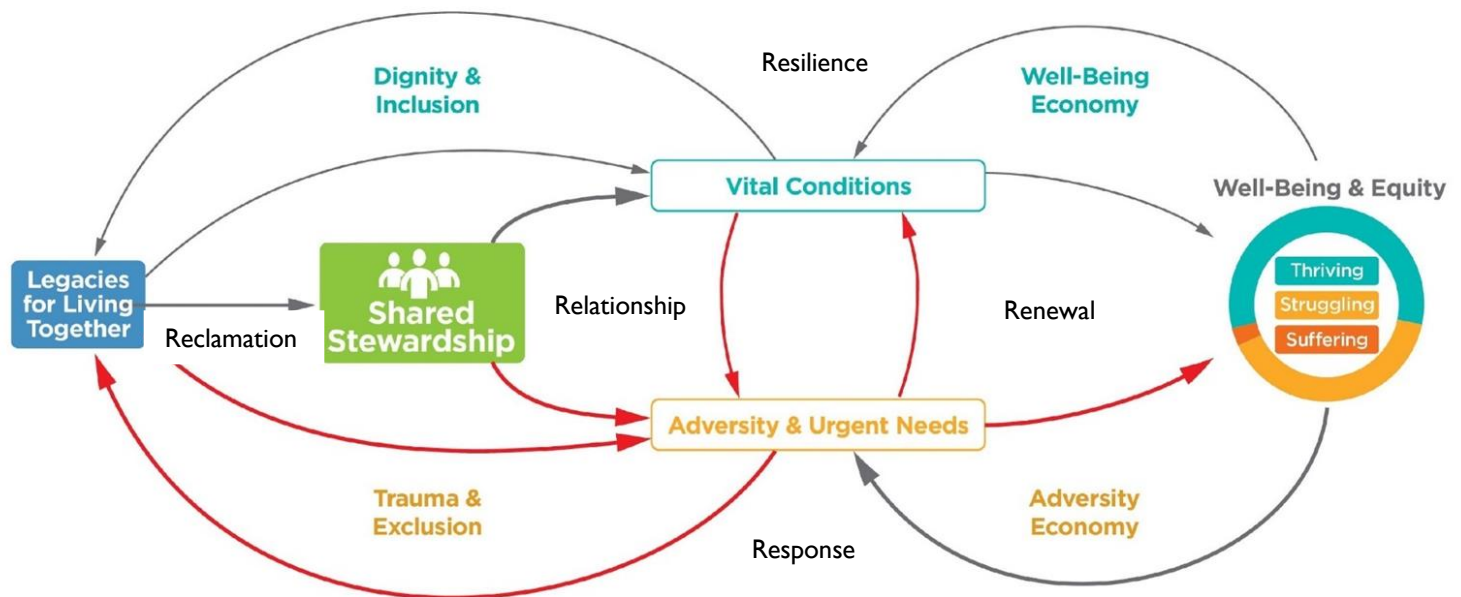 Resilience
Dignity &
Inclusion
Well-Being
Economy
Vital Conditions
Well-Being & Equity
Legacies
for Living
Together
Shared
Stewardship
Reclamation
Relationship
Renewal
Thriving
Struggling
Suffering
Adversity & Urgent Needs
Trauma &
Exclusion
Adversity
Economy
Response